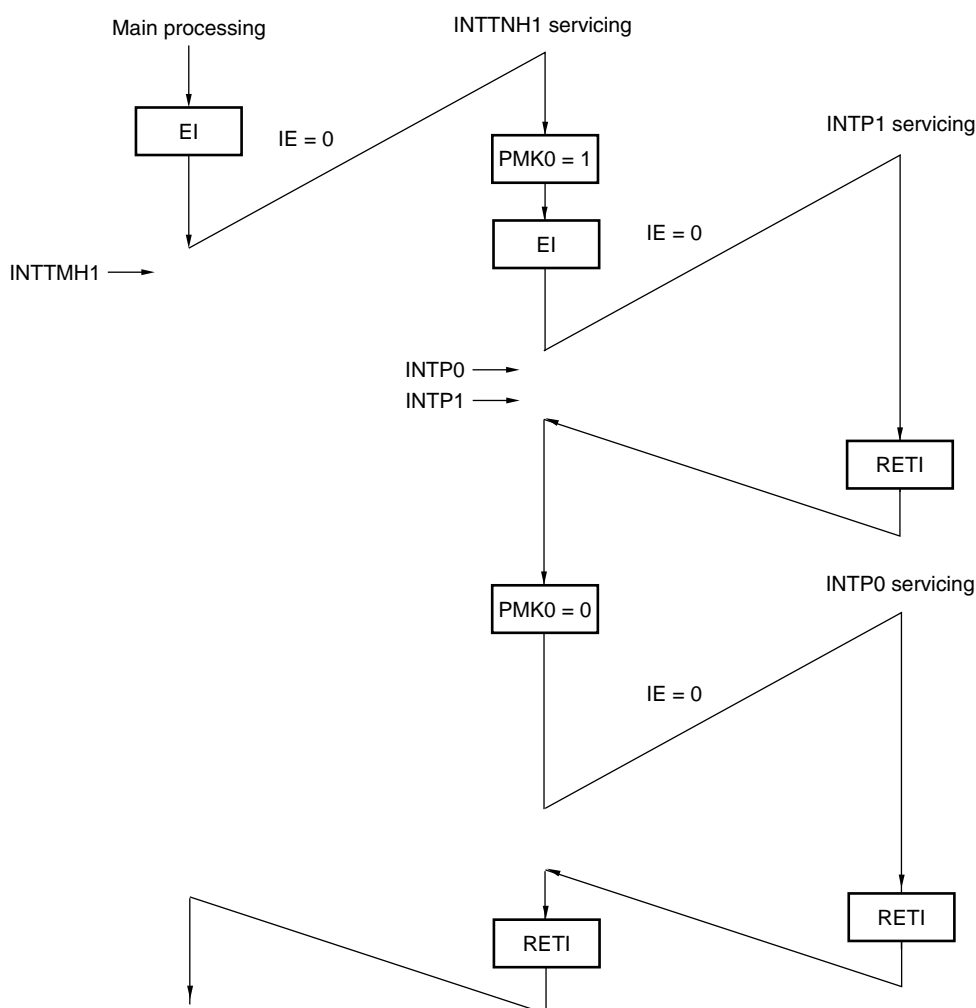 Main processing
INTTNH1 servicing
EI
IE = 0
INTP1 servicing
PMK0 = 1
EI
IE = 0
INTTMH1
INTP0
INTP1
RETI
PMK0 = 0
INTP0 servicing
IE = 0
RETI
RETI